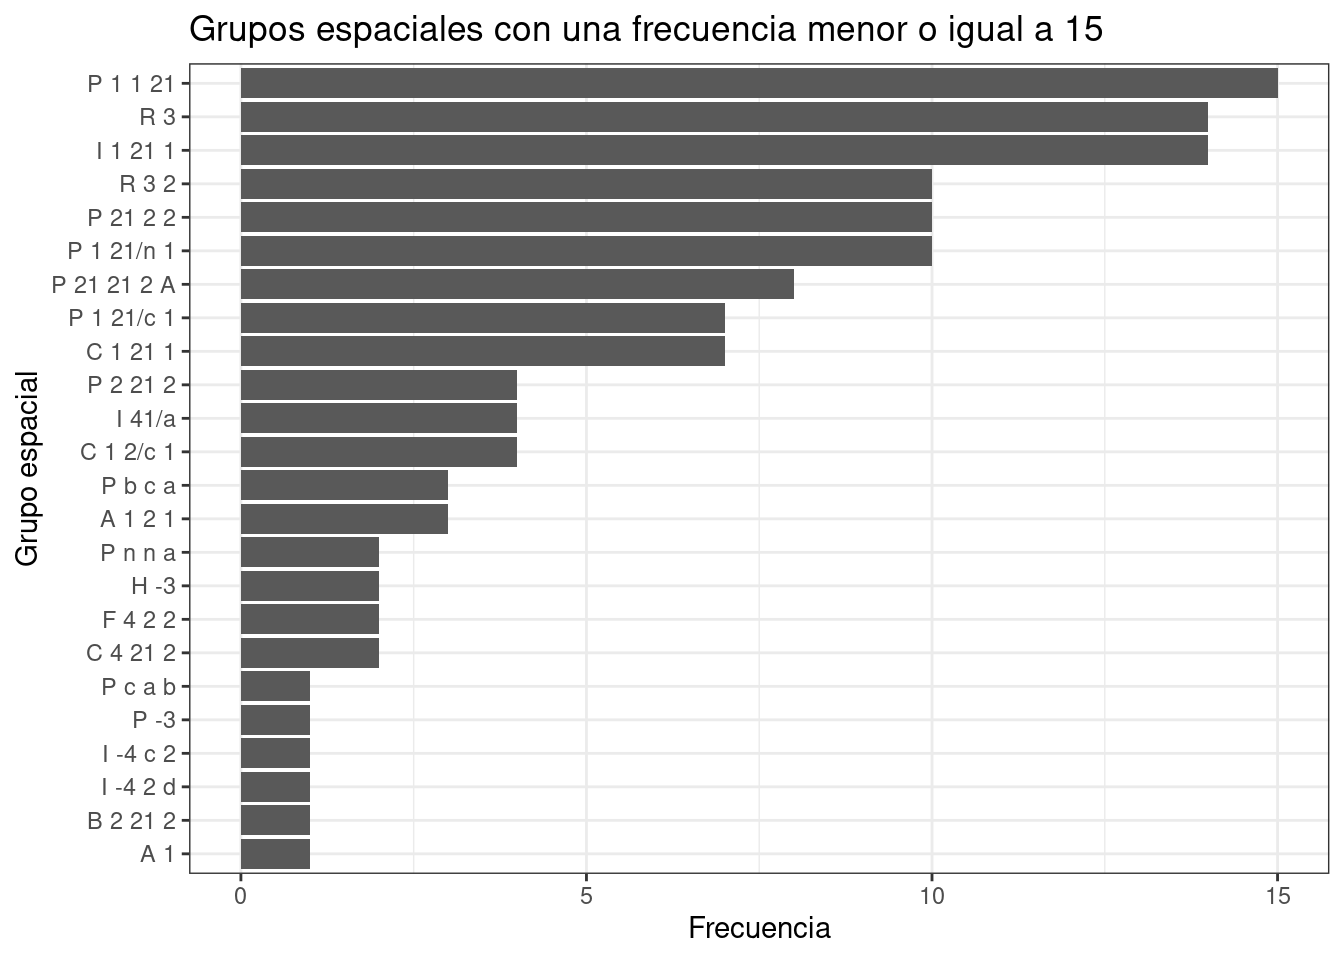 Grupos espaciales con una frecuencia menor o igual a 15
P 1 1 21
R 3
I 1 21 1
R 3 2
P 21 2 2
P 1 21/n 1
P 21 21 2 A
P 1 21/c 1
C 1 21 1
P 2 21 2
I 41/a
C 1 2/c 1
P b c a
A 1 2 1
P n n a
H -3
F 4 2 2
C 4 21 2
P c a b
P -3
I -4 c 2
I -4 2 d
B 2 21 2
A 1
Grupo espacial
0 5 10 15
Frecuencia